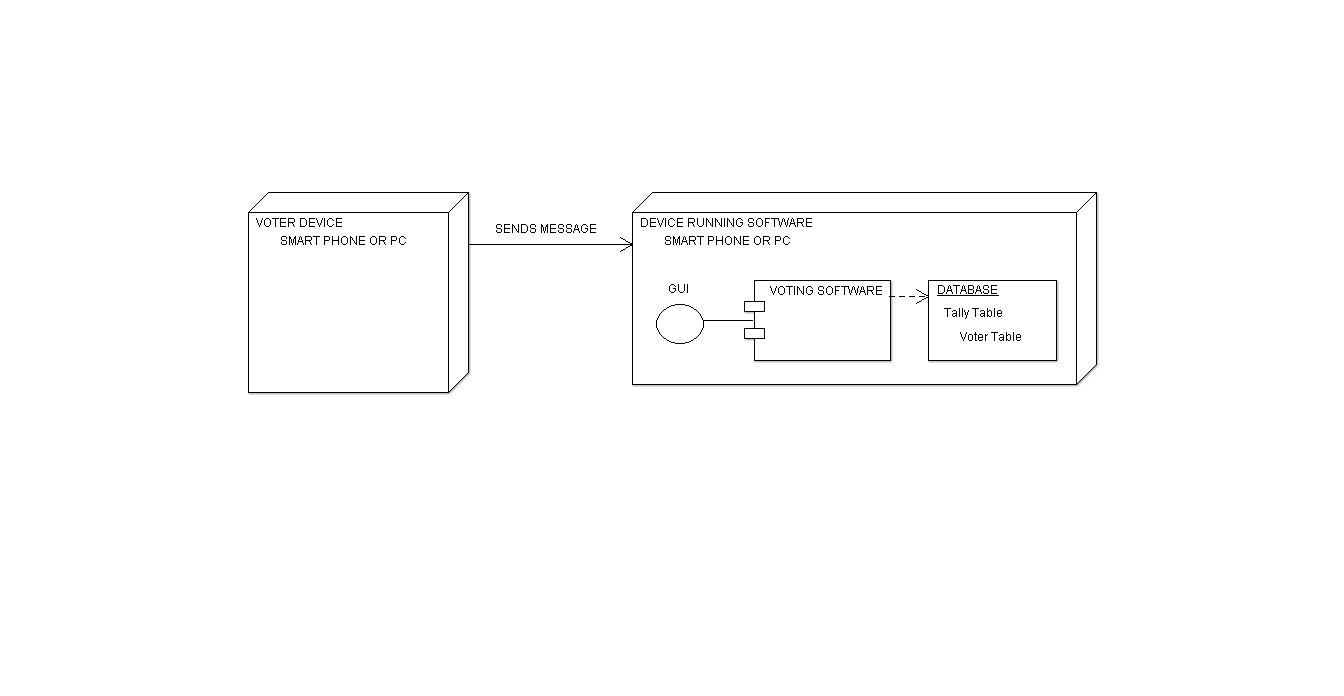 VOTER DEVICE
SMART PHONE OR PC
SENDS MESSAGE
DEVICE RUNNING SOFTWARE
SMART PHONE OR PC
GUI
VOTING SOFTWARE
DATABASE
Tally Table
Voter Table